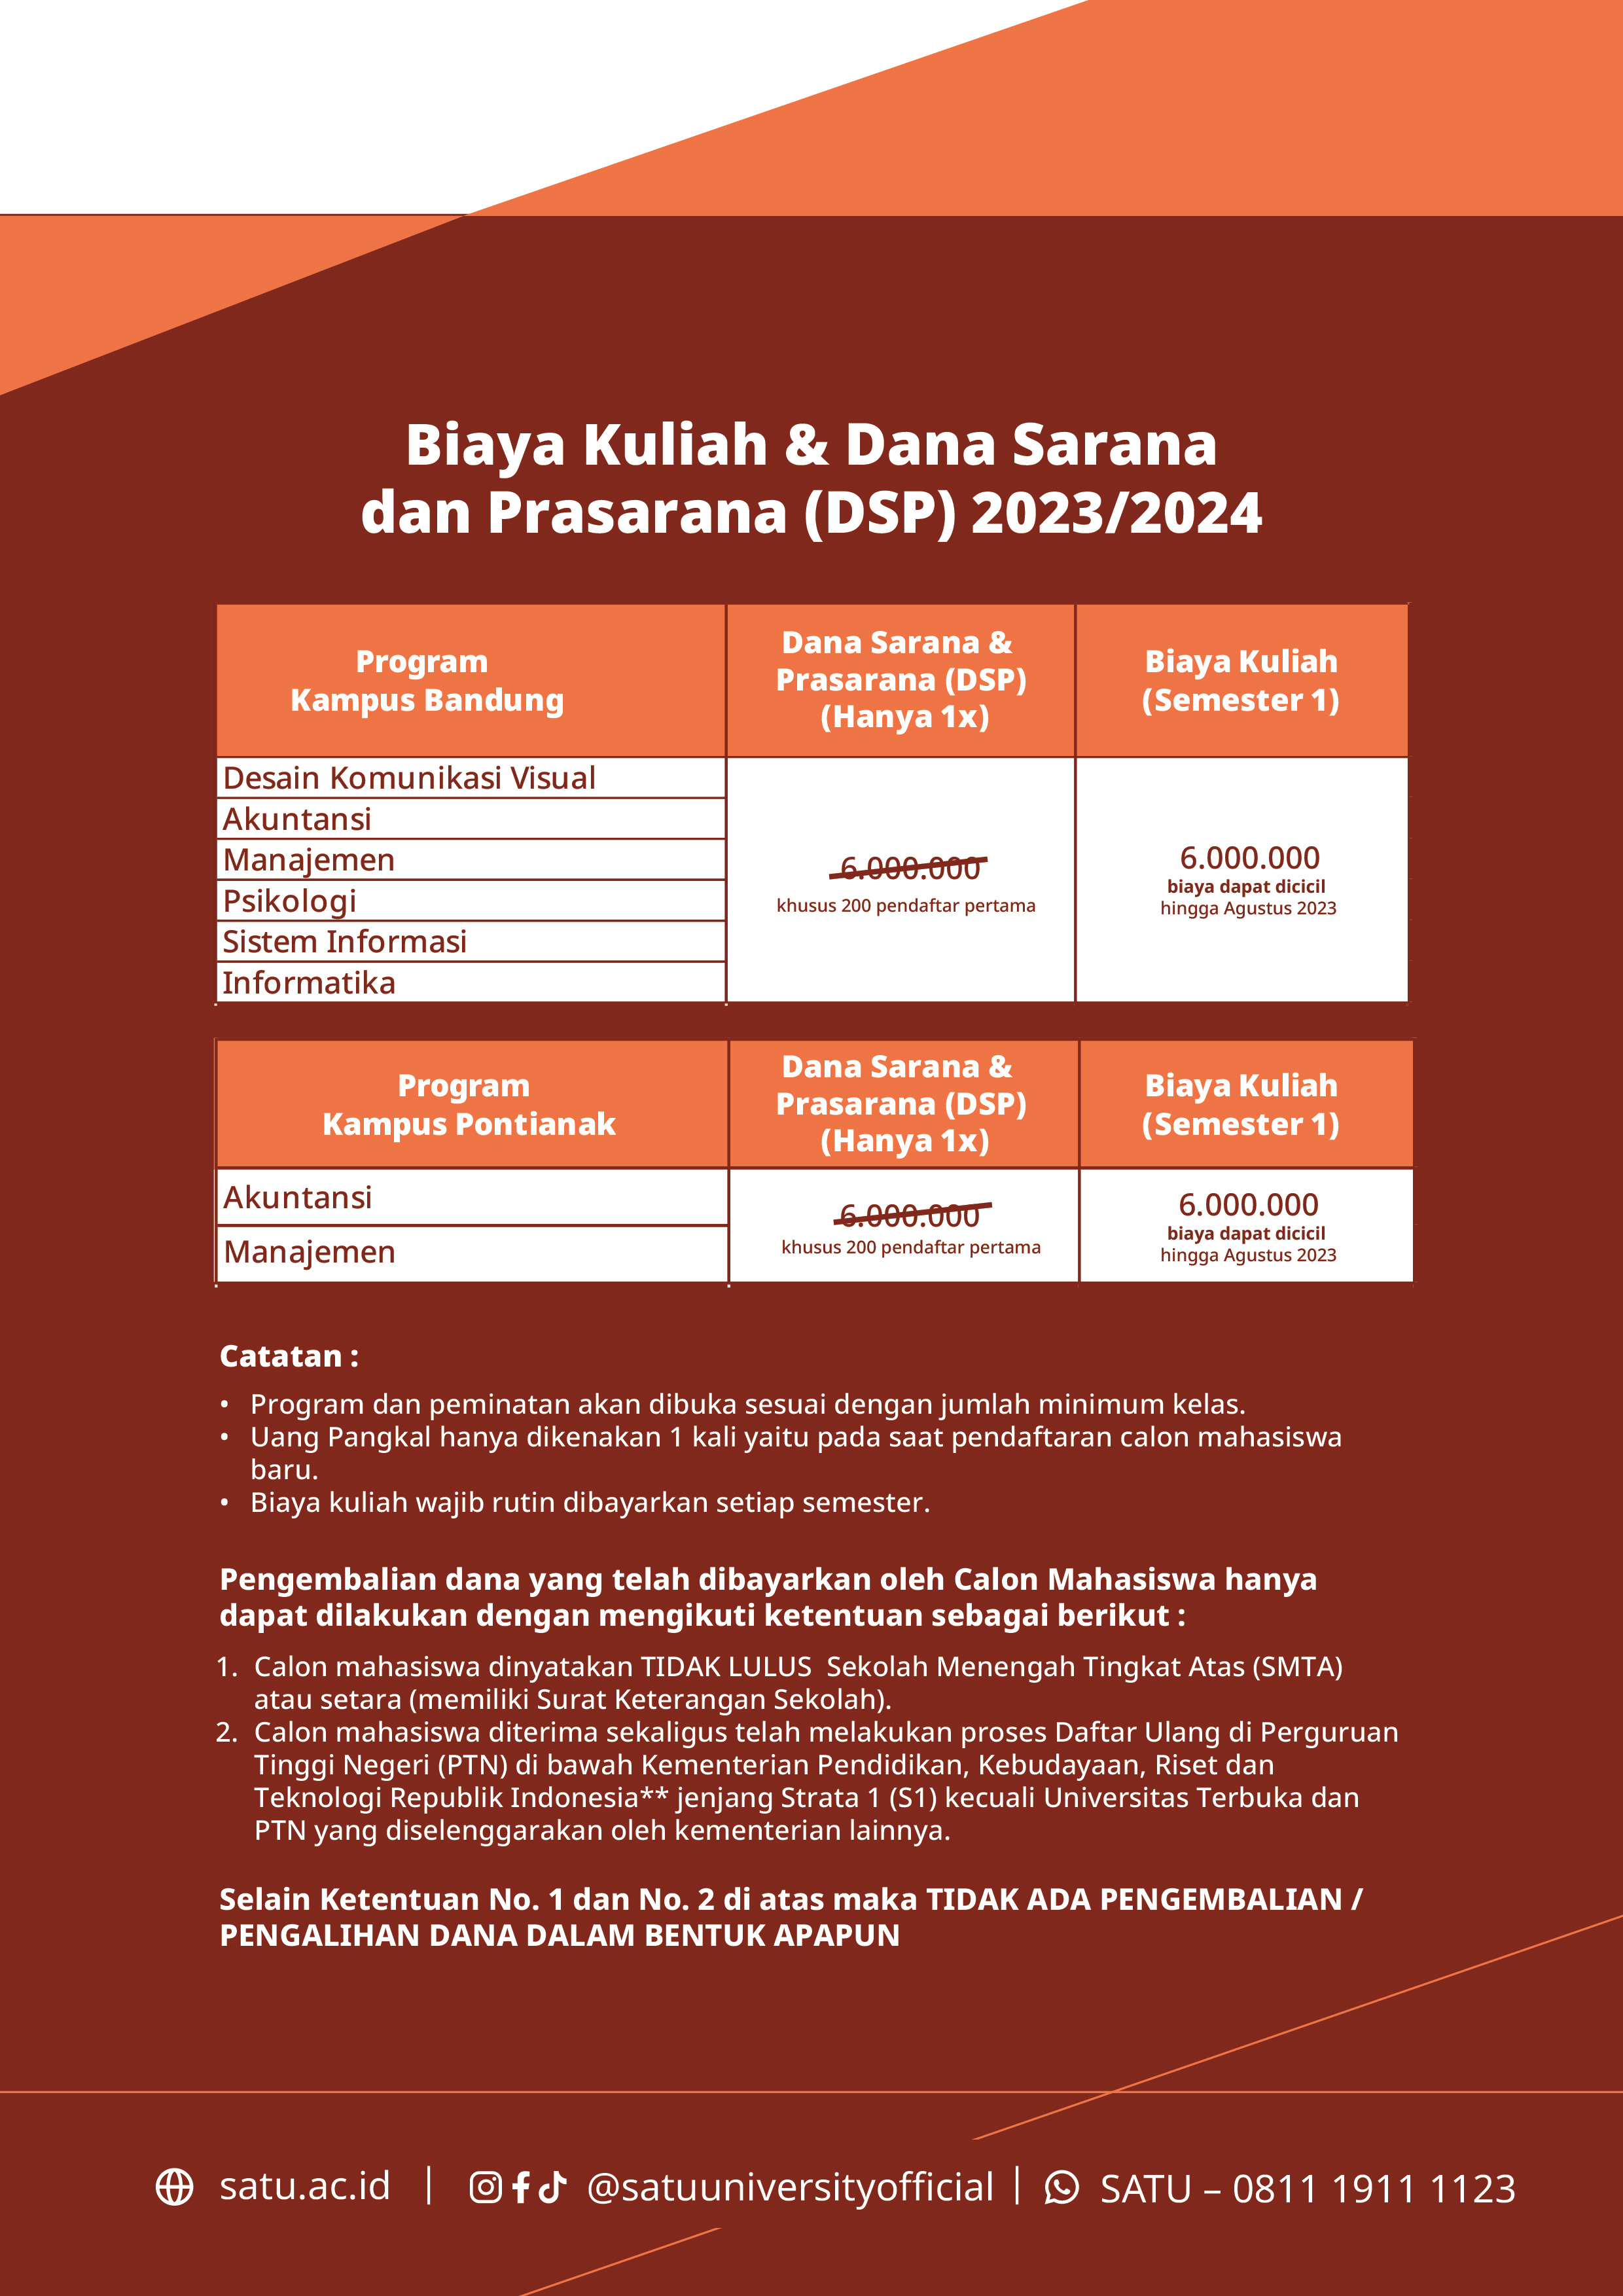 Biaya Kuliah & Dana Sarana
dan Prasarana (DSP) 2023/2024
Program
Kampus Bandung
Dana Sarana &
Prasarana (DSP)
(Hanya 1x)
Biaya Kuliah
(Semester 1)
Desain Komunikasi Visual
Akuntansi
Manajemen
Psikologi
Sistem Informasi
Informatika
6.000.000
khusus 200 pendaftar pertama
6.000.000
biaya dapat dicicil
hingga Agustus 2023
Program
Kampus Pontianak
Dana Sarana &
Prasarana (DSP)
(Hanya 1x)
Biaya Kuliah
(Semester 1)
Akuntansi
Manajemen
6.000.000
khusus 200 pendaftar pertama
6.000.000
biaya dapat dicicil
hingga Agustus 2023
Catatan :
• Program dan peminatan akan dibuka sesuai dengan jumlah minimum kelas.
• Uang Pangkal hanya dikenakan 1 kali yaitu pada saat pendaftaran calon mahasiswa
baru.
• Biaya kuliah wajib rutin dibayarkan setiap semester.
Pengembalian dana yang telah dibayarkan oleh Calon Mahasiswa hanya
dapat dilakukan dengan mengikuti ketentuan sebagai berikut :
1. Calon mahasiswa dinyatakan TIDAK LULUS Sekolah Menengah Tingkat Atas (SMTA)
atau setara (memiliki Surat Keterangan Sekolah).
2. Calon mahasiswa diterima sekaligus telah melakukan proses Daftar Ulang di Perguruan
Tinggi Negeri (PTN) di bawah Kementerian Pendidikan, Kebudayaan, Riset dan
Teknologi Republik Indonesia** jenjang Strata 1 (S1) kecuali Universitas Terbuka dan
PTN yang diselenggarakan oleh kementerian lainnya.
Selain Ketentuan No. 1 dan No. 2 di atas maka TIDAK ADA PENGEMBALIAN /
PENGALIHAN DANA DALAM BENTUK APAPUN
satu.ac.id | @satuuniversityofficial | SATU – 0811 1911 1123